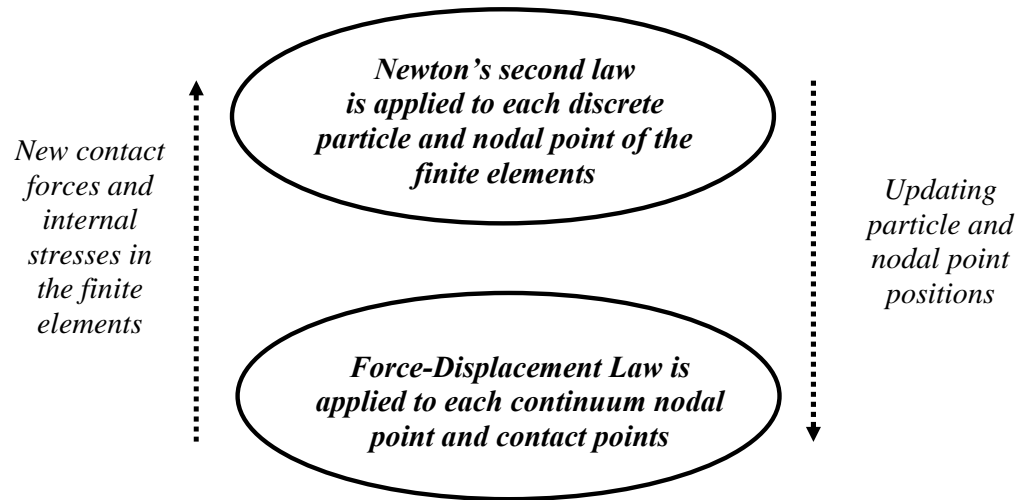 Newton’s second law
is applied to each discrete
particle and nodal point of the
finite elements
New contact
forces and
internal
stresses in
the finite
elements
Updating
particle and
nodal point
positions
Force-Displacement Law is
applied to each continuum nodal
point and contact points